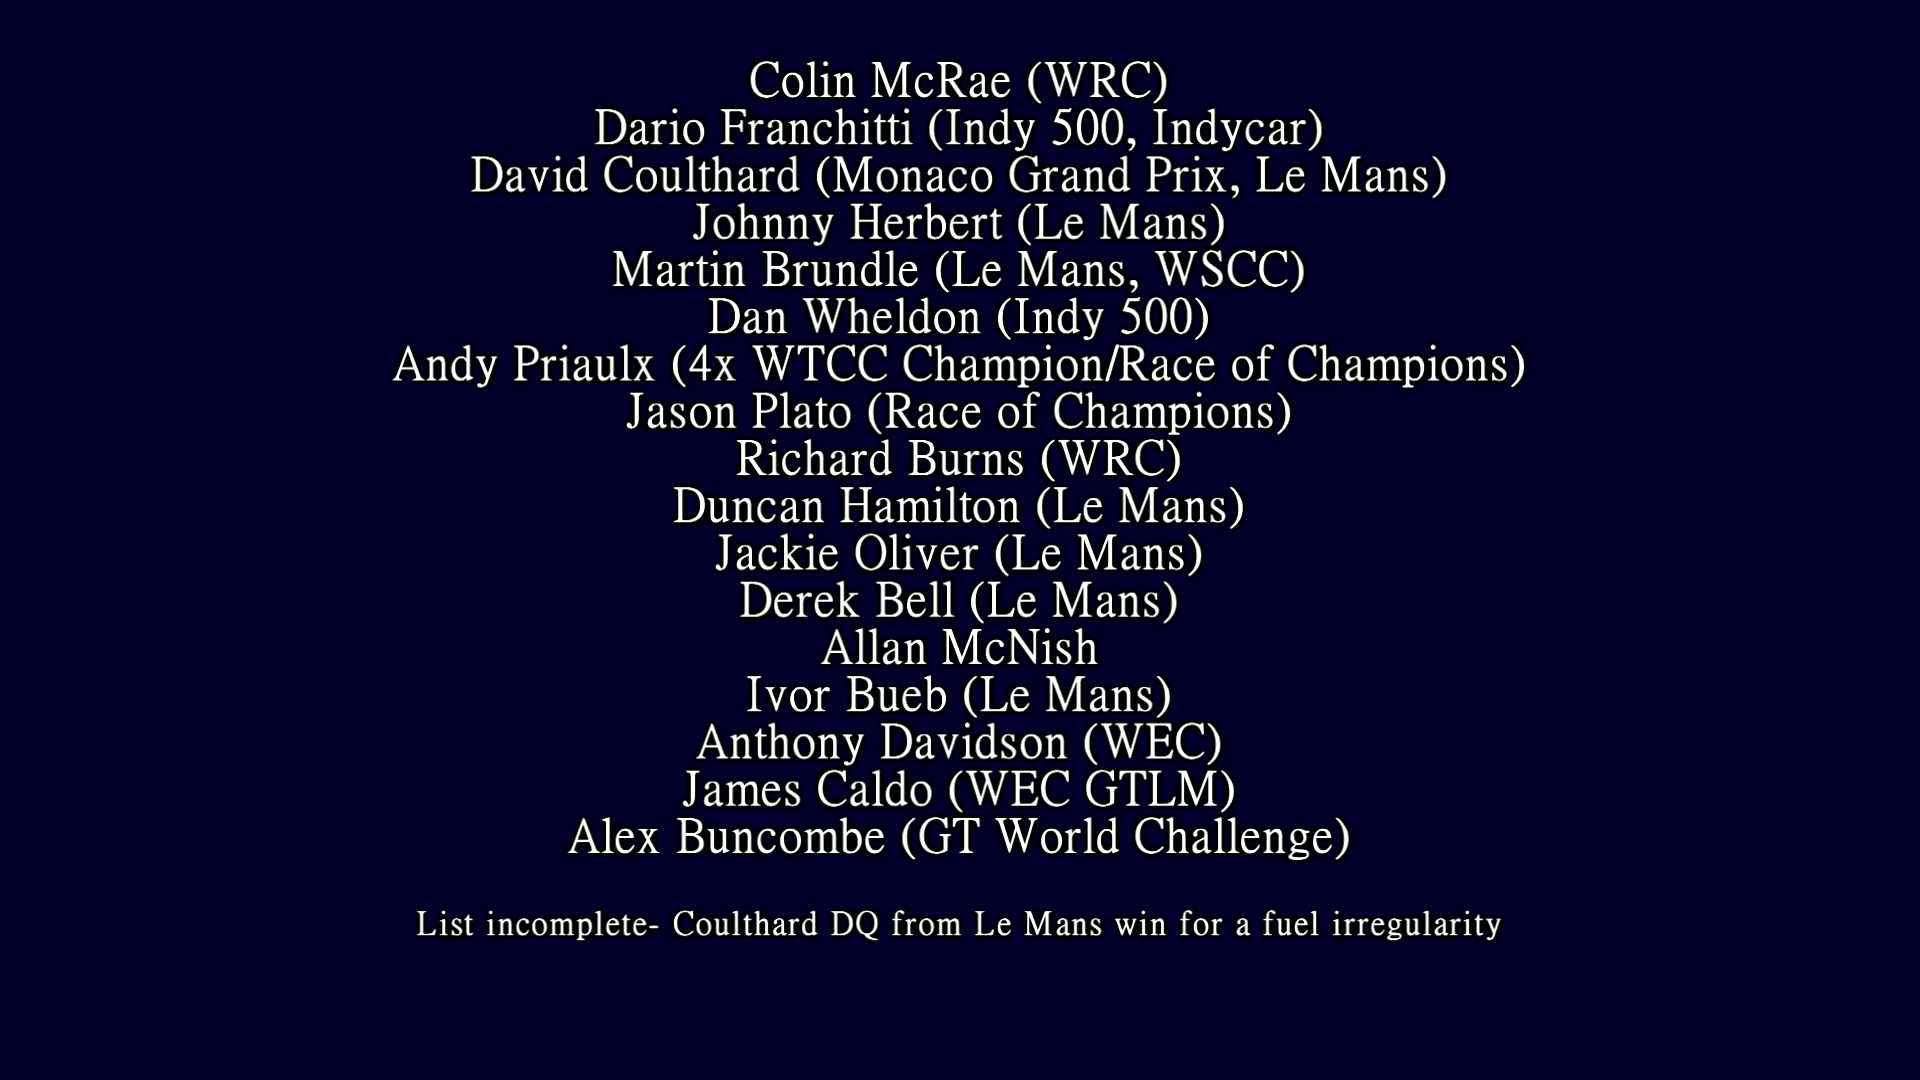 Colin McRae (WRC)
Dario Franchitti (Indy 500, Indycar)
David Coulthard (Monaco Grand Prix, Le Mans)
Johnny Herbert (Le Mans)
Martin Brundle (Le Mans, WSCC)
Dan Wheldon (Indy 500)
Andy Priaulx (4x WTCC Champion/Race of Champions)
Jason Plato (Race of Champions)
Richard Burns (WRC)
Duncan Hamilton (Le Mans)
Jackie Oliver (Le Mans)
Derek Bell (Le Mans)
Allan McNish
Ivor Bueb (Le Mans)
Anthony Davidson (WEC)
James Caldo (WEC GTLM)
Alex Buncombe (GT World Challenge)
List incomplete- Coulthard DQ from Le Mans win for a fuel irregularity